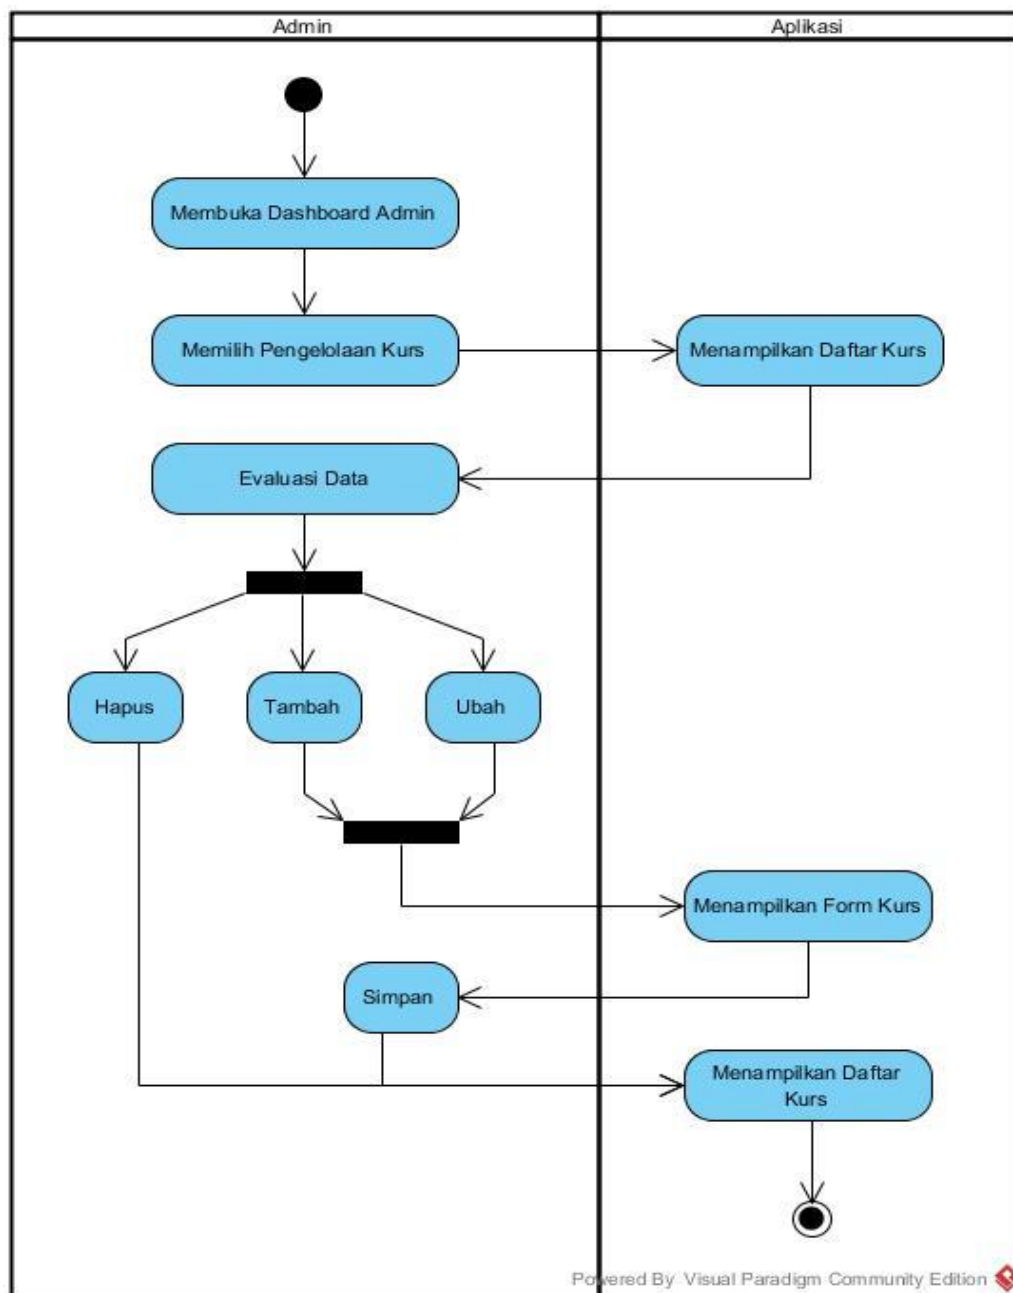 Admin
Aplikasi
Membuka Dashboard Admin
Memilih Pengelolaan Kurs
Menampilkan Daftar Kurs
Evaluasi Data
Hapus
Tambah
Ubah
Menampilkan Form Kurs
Simpan
Menampilkan Daftar
Kurs
Powered By Visual Paradigm Community Edition